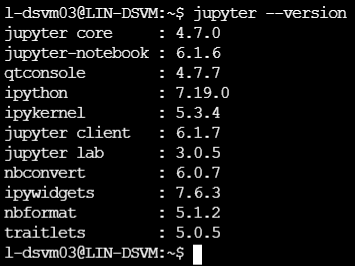 l-dsvm03@LIN-DSVM:~$ jupyter --version
jupyter core     : 4.7.0
jupyter-notebook : 6.1.6
qtconsole        : 4.7.7
ipython          : 7.19.0
ipykernel        : 5.3.4
jupyter client   : 6.1.7
jupyter lab      : 3.0.5
nbconvert        : 6.0.7
ipywidgets       : 7.6.3
nbformat         : 5.1.2
traitlets        : 5.0.5
l-dsvm03@LIN-DSVM:~$